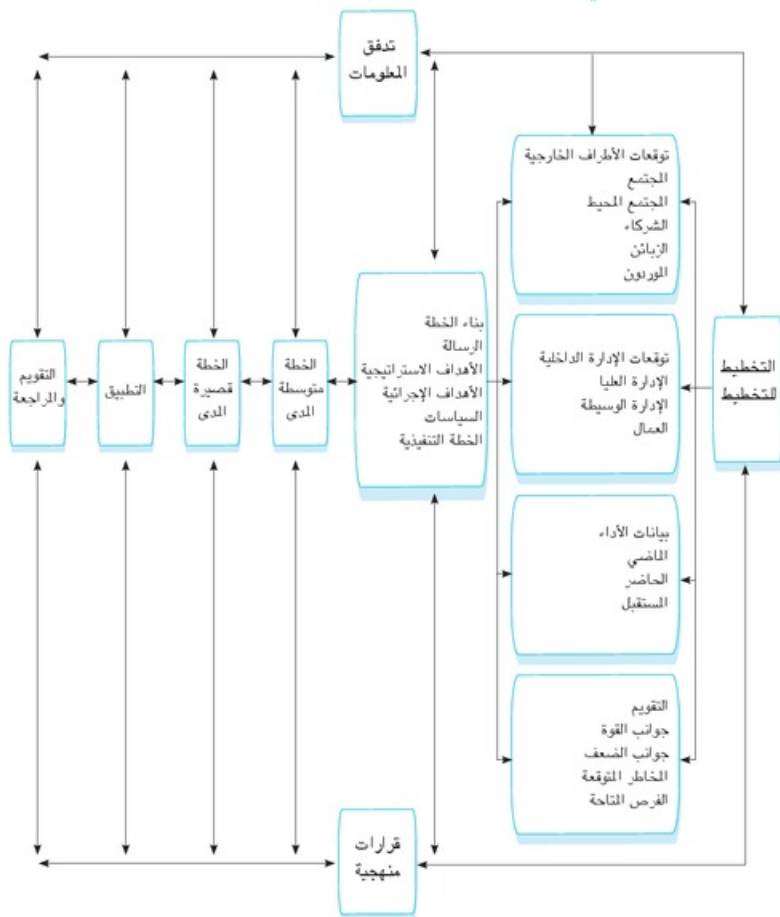 تدفق
المعلومات
توقعات الأطراف الخارجية
المجتمع
المجتمع المحيط
الشركاء
الزبائن
الموردون
التخطيط
للتخطيط
توقعات الإدارة الداخلية
الإدارة العليا
الإدارة الوسيطة
العمال
بيانات الأداء
الماضي
الحاضر
المستقبل
التقويم
جوانب القوة
جوانب الضعف
المخاطر المتوقعة
الفرص المتاحة
بناء الخطة
الرسالة
الأهداف الاستراتيجية
الأهداف الإجرائية
السياسات
الخطة التنفيذية
الخطة
متوسطة
المدى
الخطة
قصيرة
المدى
التطبيق
التقويم
والمراجعة
قرارات
منهجية